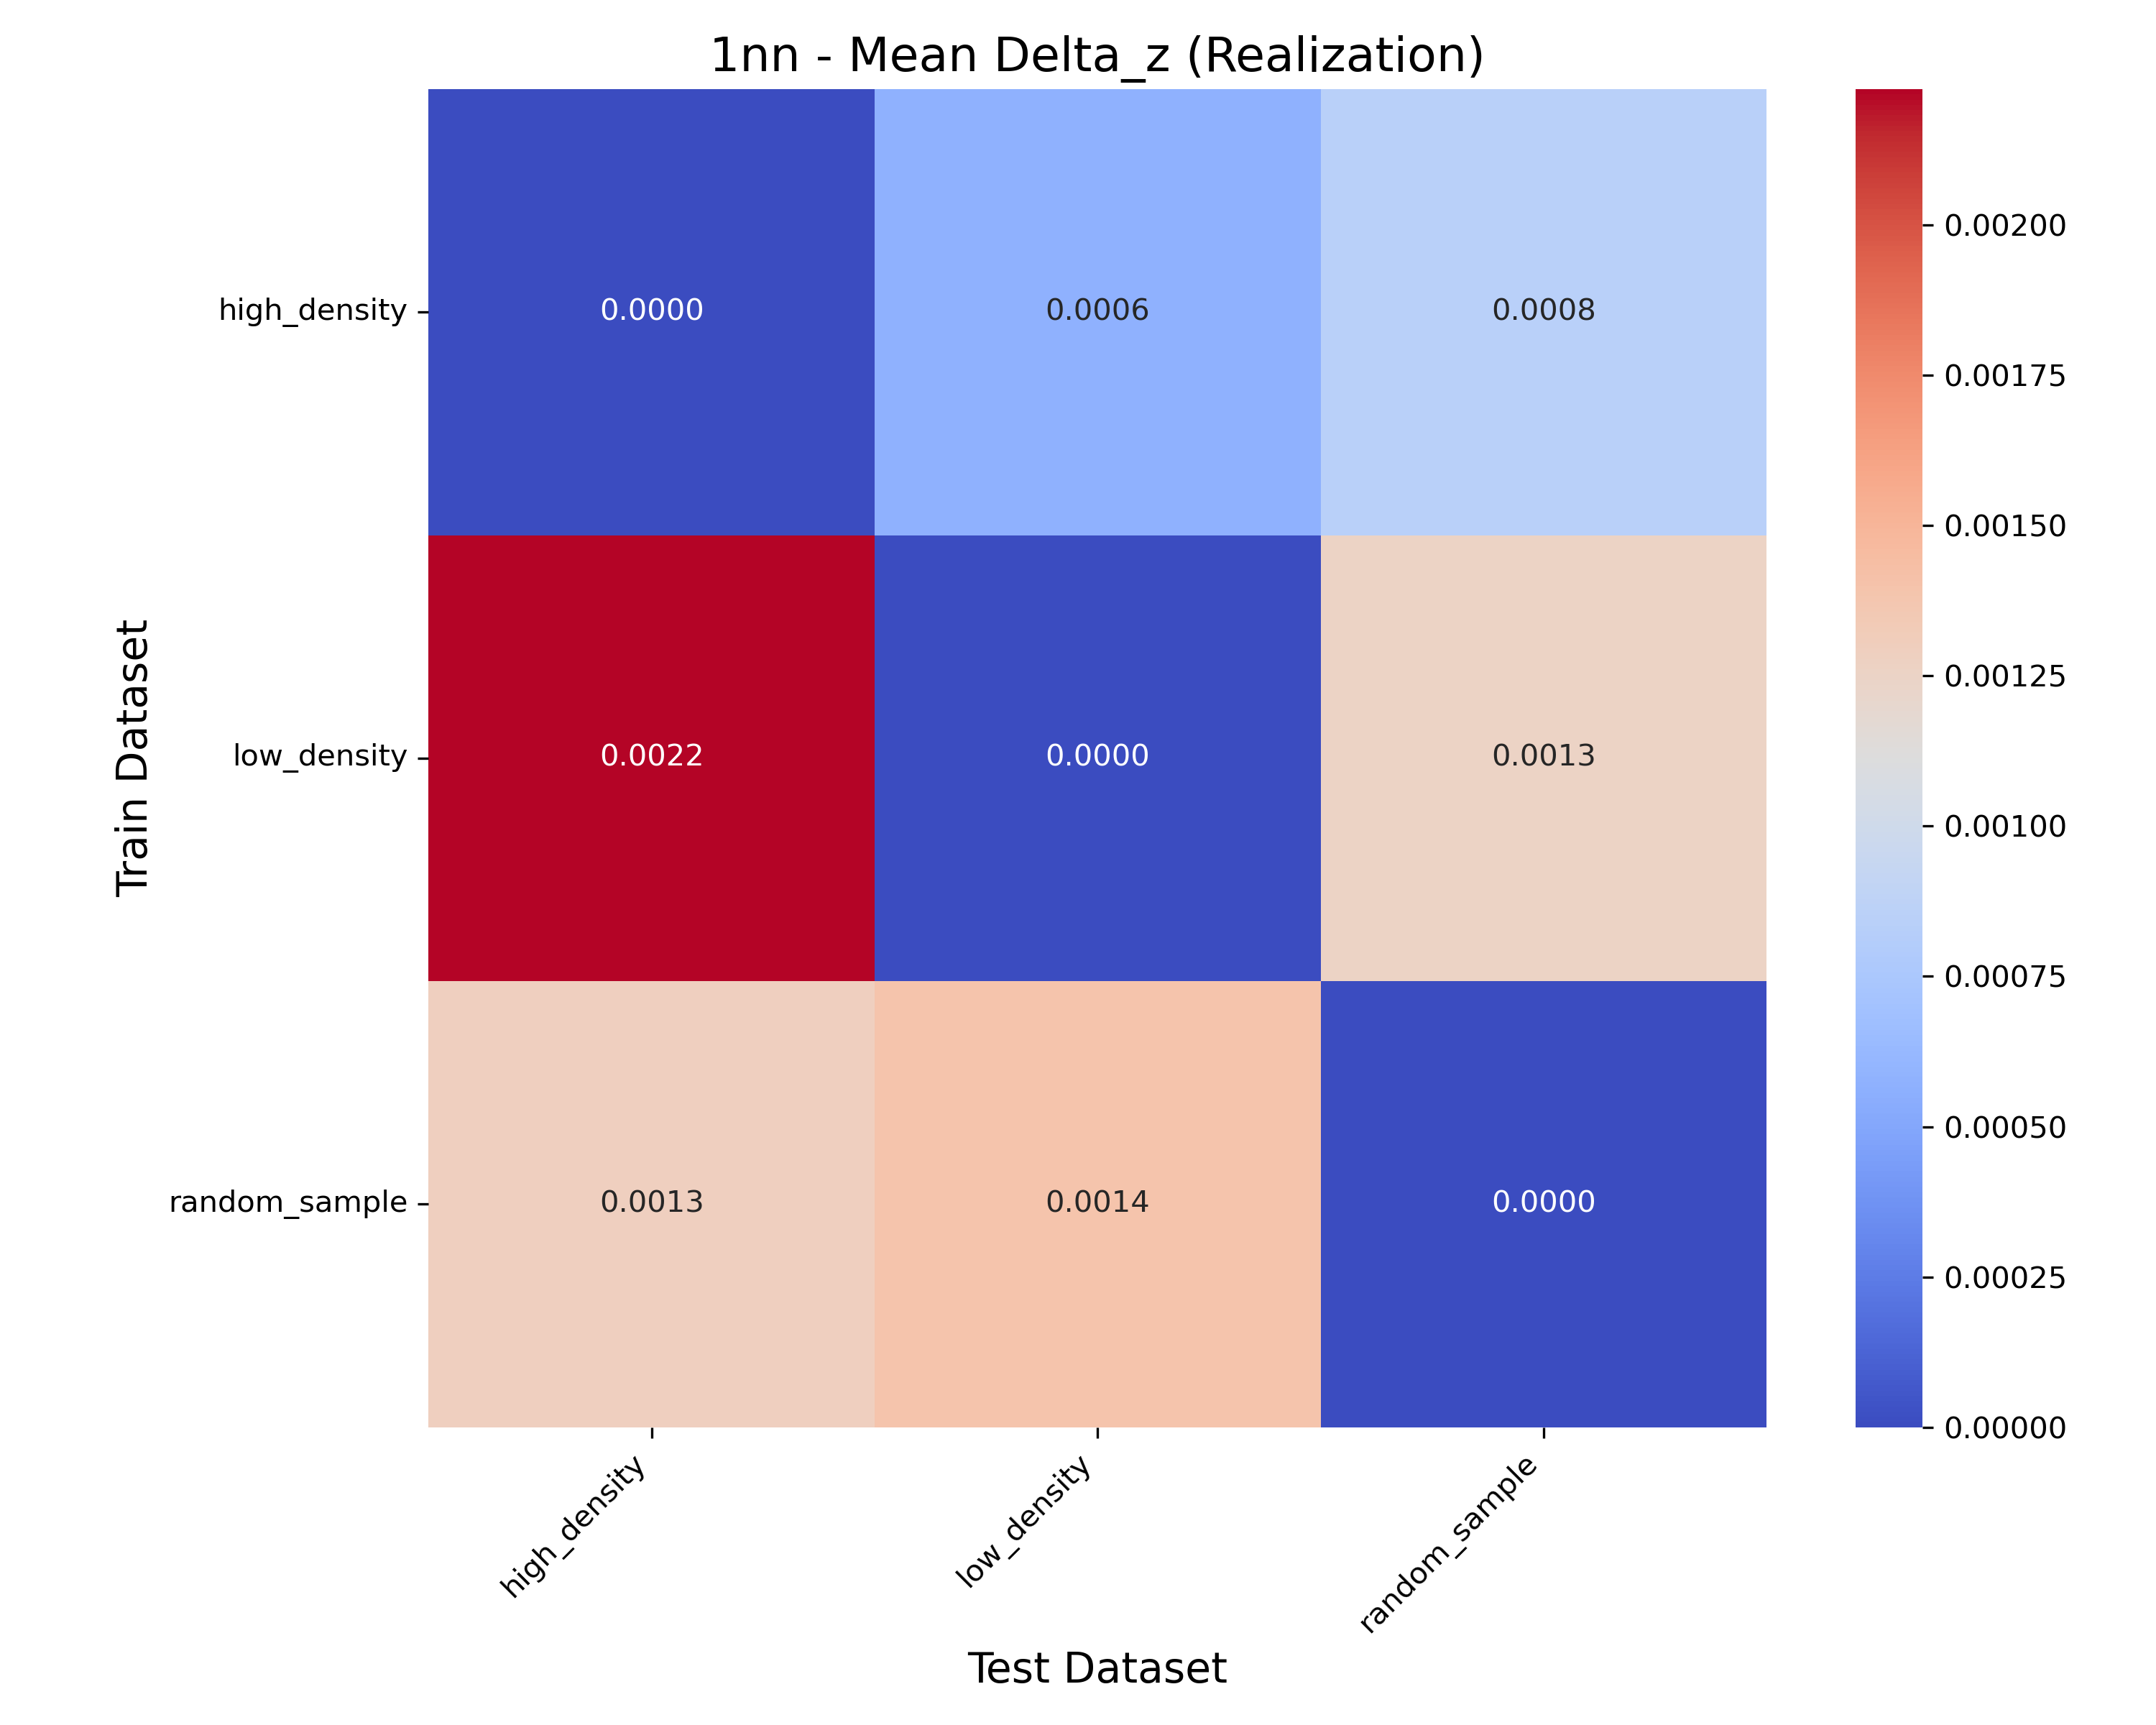 1nn - Mean Delta_z (Realization)
Train Dataset
high_density
0.0000
0.0006
0.0008
low_density
0.0022
0.0000
0.0013
random_sample
0.0013
0.0014
0.0000
high_density
low_density
random_sample
Test Dataset
0.00200
0.00175
0.00150
0.00125
0.00100
0.00075
0.00050
0.00025
0.00000